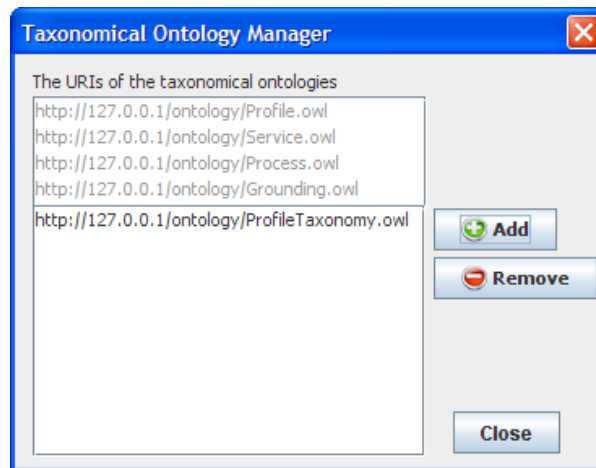 Taxonomical Ontology Manager
The URIs of the taxonomical ontologies
http://127.0.0.1/ontology/Profile.owl
http://127.0.0.1/ontology/Service.owl
http://127.0.0.1/ontology/Process.owl
http://127.0.0.1/ontology/Grounding.owl
http://127.0.0.1/ontology/ProfileTaxonomy.owl
Add
Remove
Close